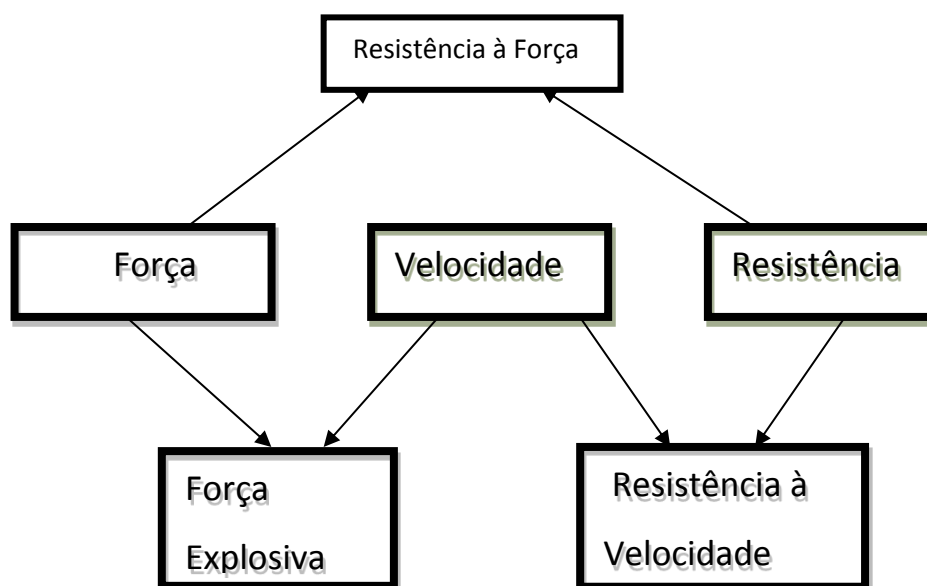 Resistência à Força
Força
Velocidade
Resistência
Força
Explosiva
Resistência à
Velocidade